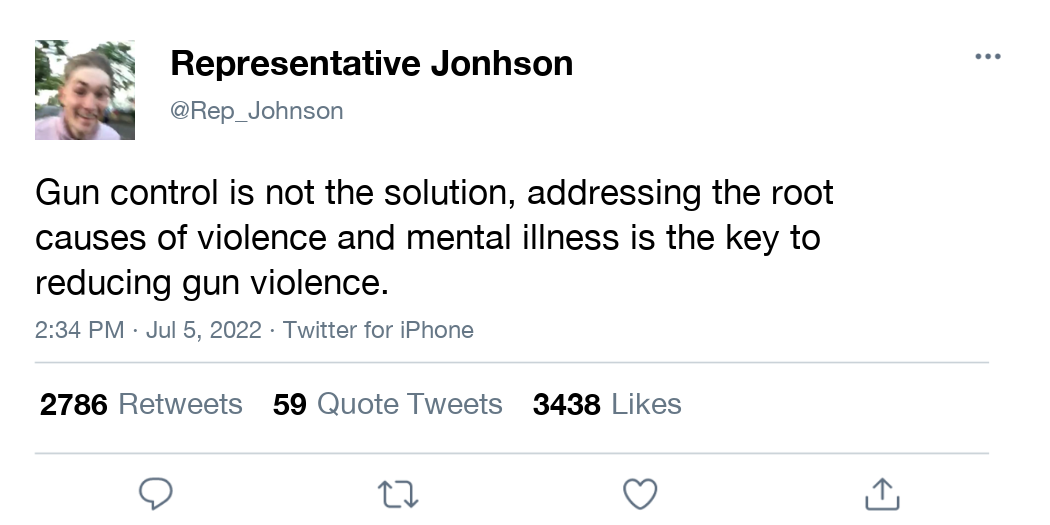 Representative Jonhson
@Rep_Johnson
Gun control is not the solution, addressing the root
causes of violence and mental illness is the key to
reducing gun violence.
2:34 PM · Jul 5, 2022 · Twitter for iPhone
2786 Retweets 59 Quote Tweets 3438 Likes